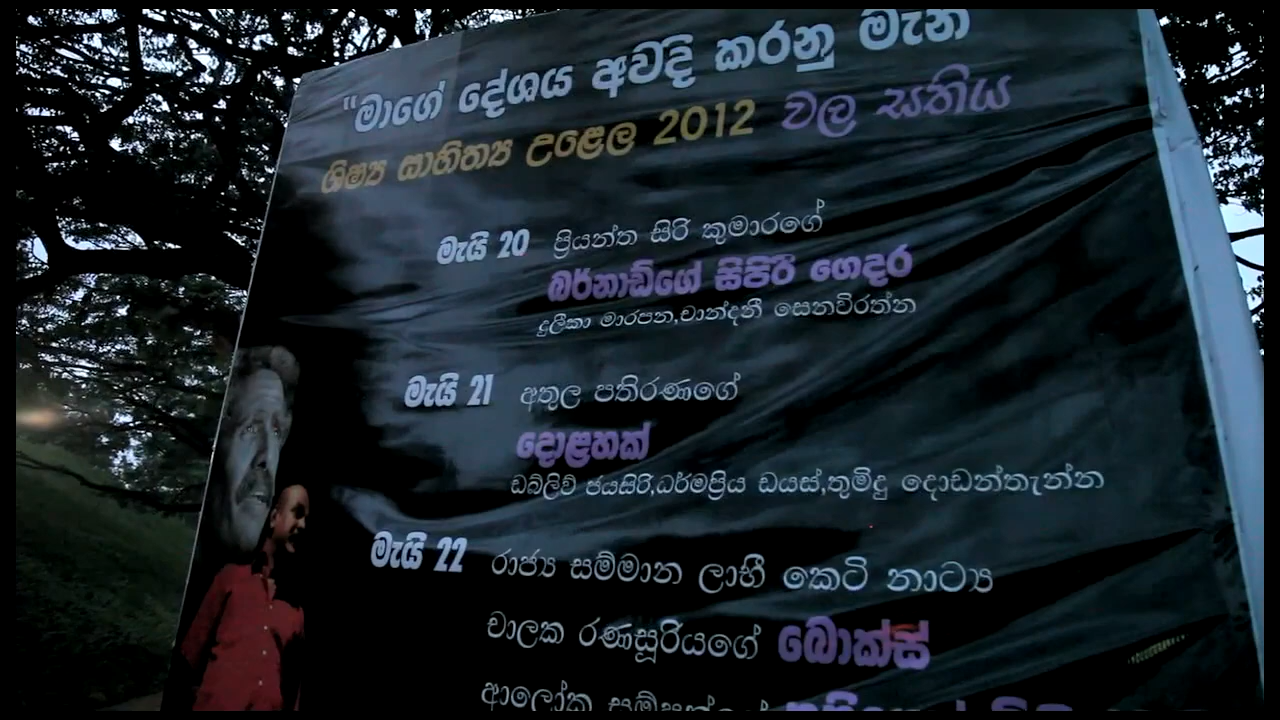 "මාගේ දේශය අවදි කරනු මැන
ශිෂ්‍ය සාහිත්‍ය උළෙල 2012 වල සතිය
මැයි 20 ප්‍රියන්ත සිරි කුමාරගේ
බර්නාඩ්ගේ සිපිරි ගෙදර
දුලීකා මාරපන,චාන්දනී සෙනවිරත්න
මැයි 21 අතුල පතිරණගේ
දොළහක්
ඩබ්ලිව් ජයසිරි,ධර්මප්‍රිය ඩයස්,තුමිඳු දොඩන්තැන්න
මැයි 22 රාජ්‍ය සම්මාන ලාභී කෙටි නාට්‍ය
චාලක රණසූරියගේ බොක්ස්
ආලෝක